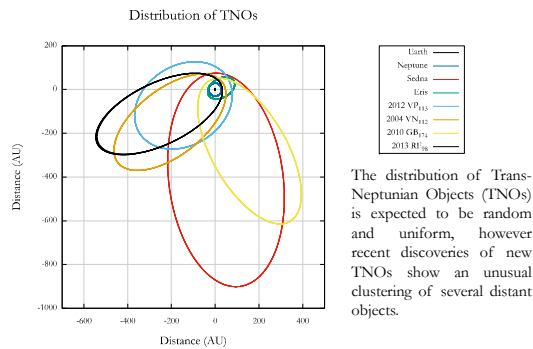 Distribution of TNOs
200
0
-200
-400
-600
-800
-1000
-600
-400
-200
0
200
400
Distance (AU)
Distance (AU)
Earth
Neptune
Sedna
Eris
2012 VP113
2004 VN112
2010 GB174
2013 RF98
The distribution of Trans-
Neptunian Objects (TNOs)
is expected to be random
and uniform, however
recent discoveries of new
TNOs show an unusual
clustering of several distant
objects.